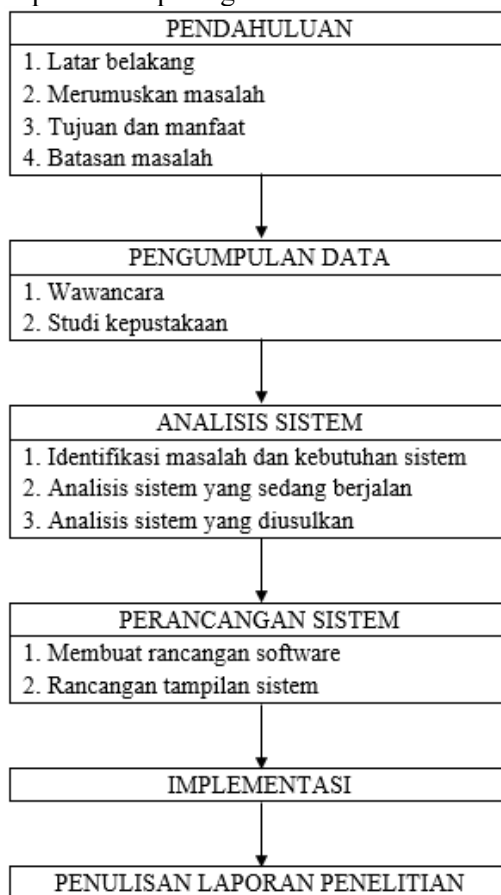 PENDAHULUAN
1. Latar belakang
2. Merumuskan masalah
3. Tujuan dan manfaat
4. Batasan masalah
PENGUMPULAN DATA
1. Wawancara
2. Studi kepustakaan
ANALISIS SISTEM
1. Identifikasi masalah dan kebutuhan sistem
2. Analisis sistem yang sedang berjalan
3. Analisis sistem yang diusulkan
PERANCANGAN SISTEM
1. Membuat rancangan software
2. Rancangan tampilan sistem
IMPLEMENTASI
PENULISAN LAPORAN PENELITIAN